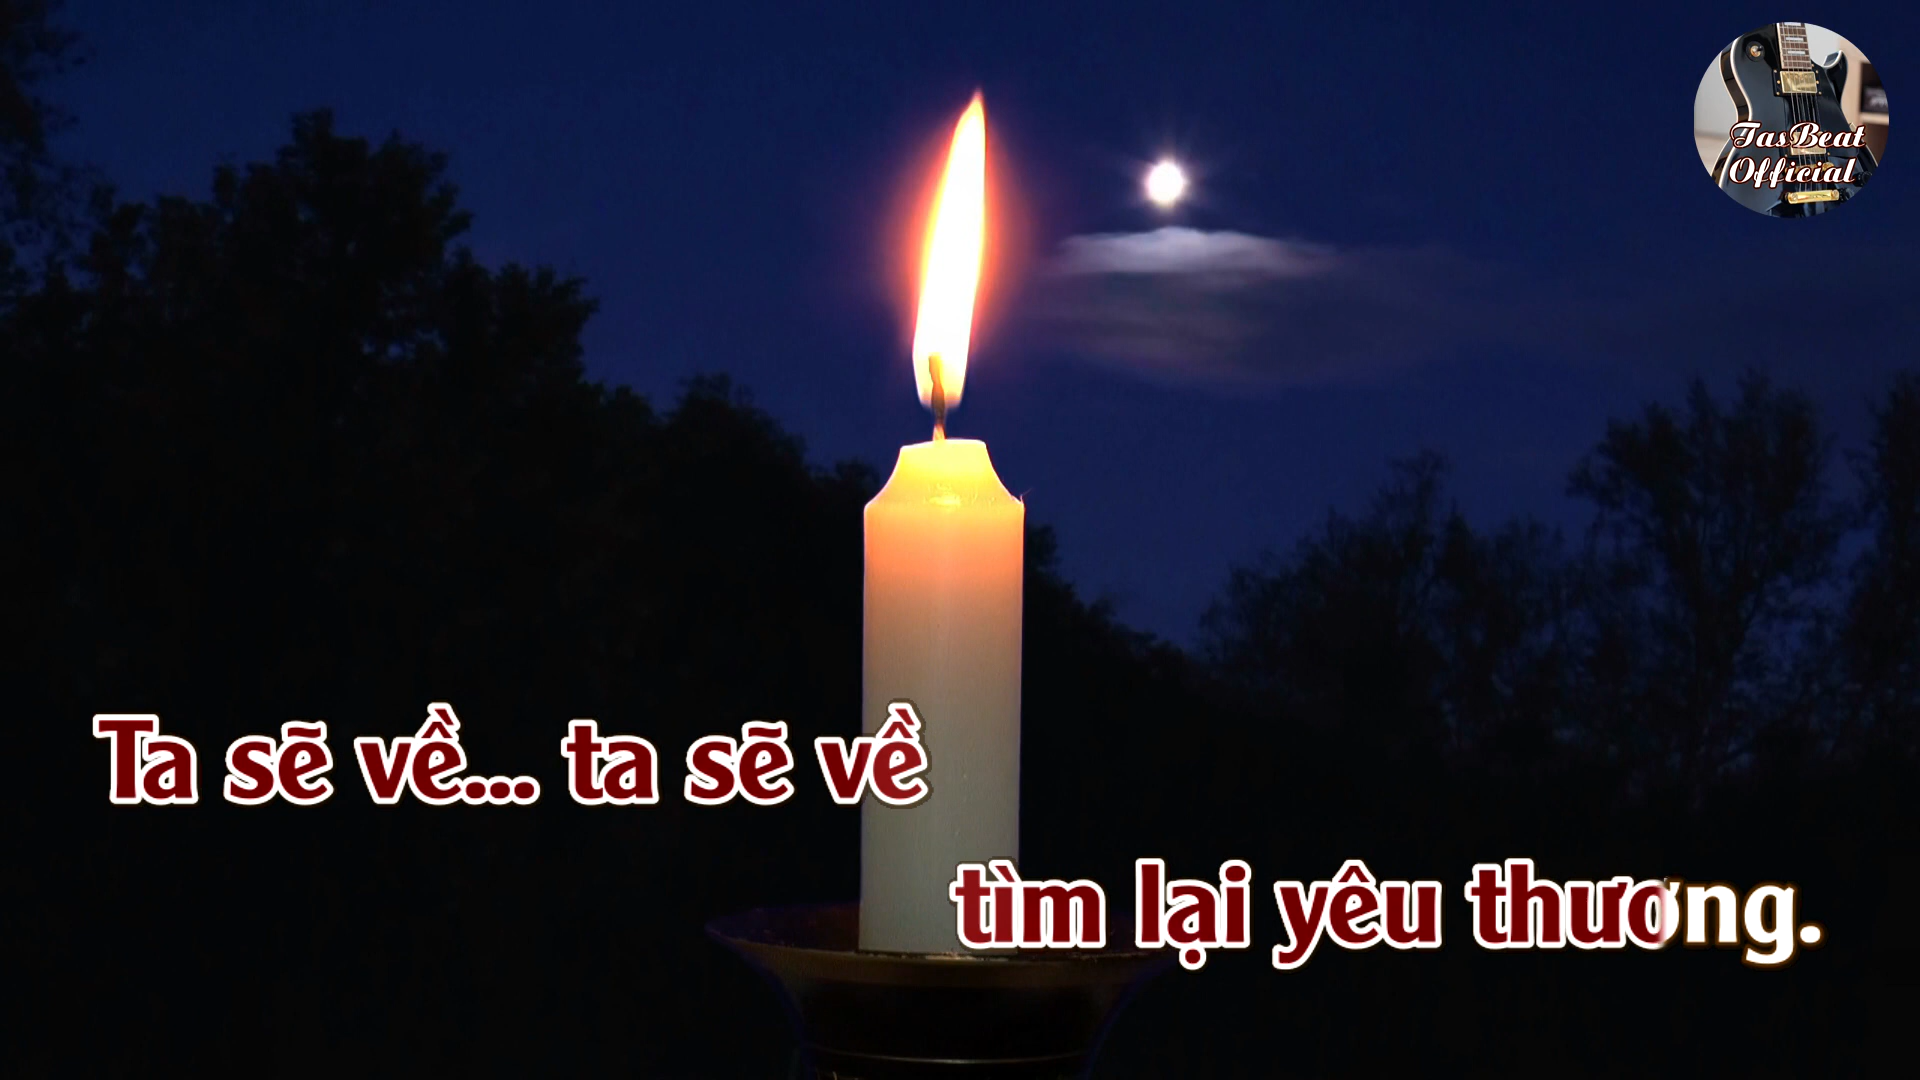 TasBeat
Official
Ta sẽ về... ta sẽ về
tìm lại yêu thương.